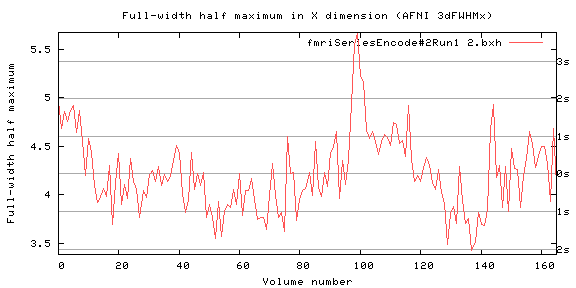 Full-width half maximum in X dimension (AFNI 3dFWHMx)
fmriSeriesEncode#2Run1 2.bxh
Full-width half maximum
5.5
5
4.5
4
3.5
3s
2s
1s
0s
1s
2s
0 20 40 60 80 100 120 140 160
Volume number